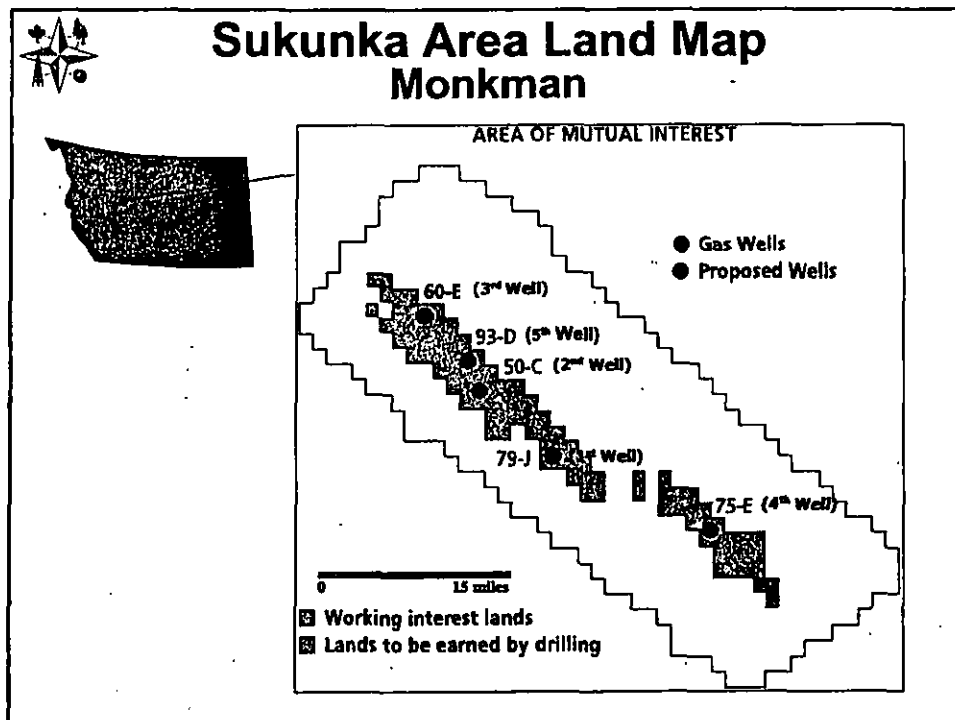 Sukunka Area Land Map
Monkman
AREA OF MUTUAL INTEREST
Gas Wells
Proposed Wells
60-E (3rd Well)
93-D (5th Well)
50-C (2nd Well)
79-J (1st Well)
75-E (4th Well)
0 15 miles
Working interest lands
Lands to be earned by drilling